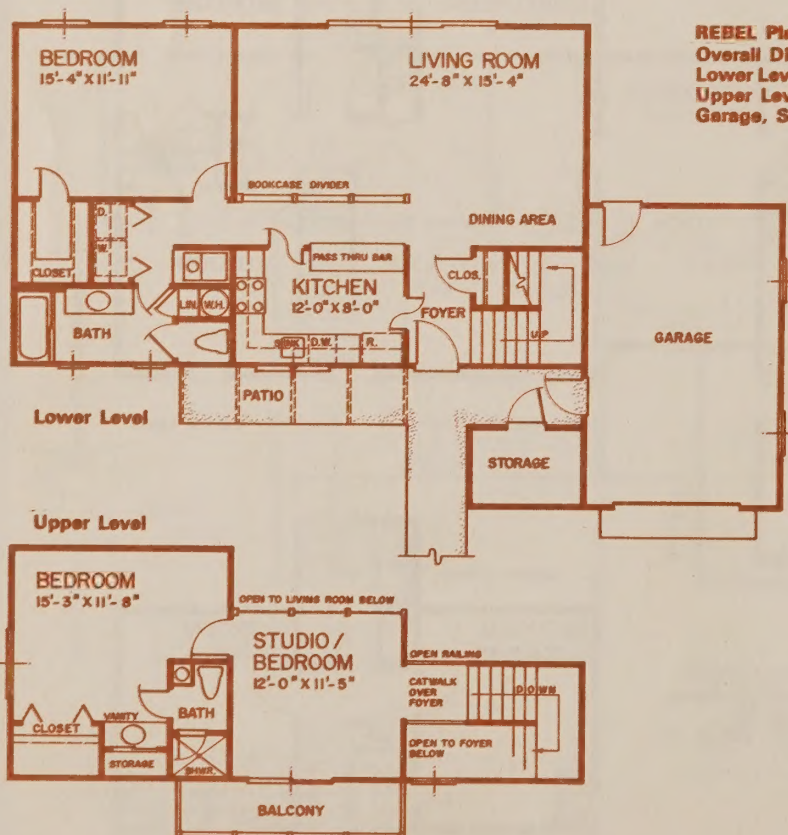 BEDROOM
15'-4" X 11'-11"
LIVING ROOM
24'-8" X 15'-4"
REBEL
Overall
Lower
Upper
Garage,
BOOKCASE DIVIDER
DINING AREA
D.
W.
CLOSET
PASS THRU BAR
CLOS.
KITCHEN
12'-0" X 8'-0"
LIN.
W.H.
FOYER
UP
BATH
SINK
D.W.
R.
GARAGE
PATIO
Lower Level
STORAGE
Upper Level
BEDROOM
15'-3" X 11'-8"
OPEN TO LIVING ROOM BELOW
STUDIO /
BEDROOM
12'-0" X 11'-5"
OPEN RAILING
CATWALK
OVER
FOYER
DOWN
VANITY
BATH
CLOSET
OPEN TO FOYER
BELOW
STORAGE
SHWR.
BALCONY